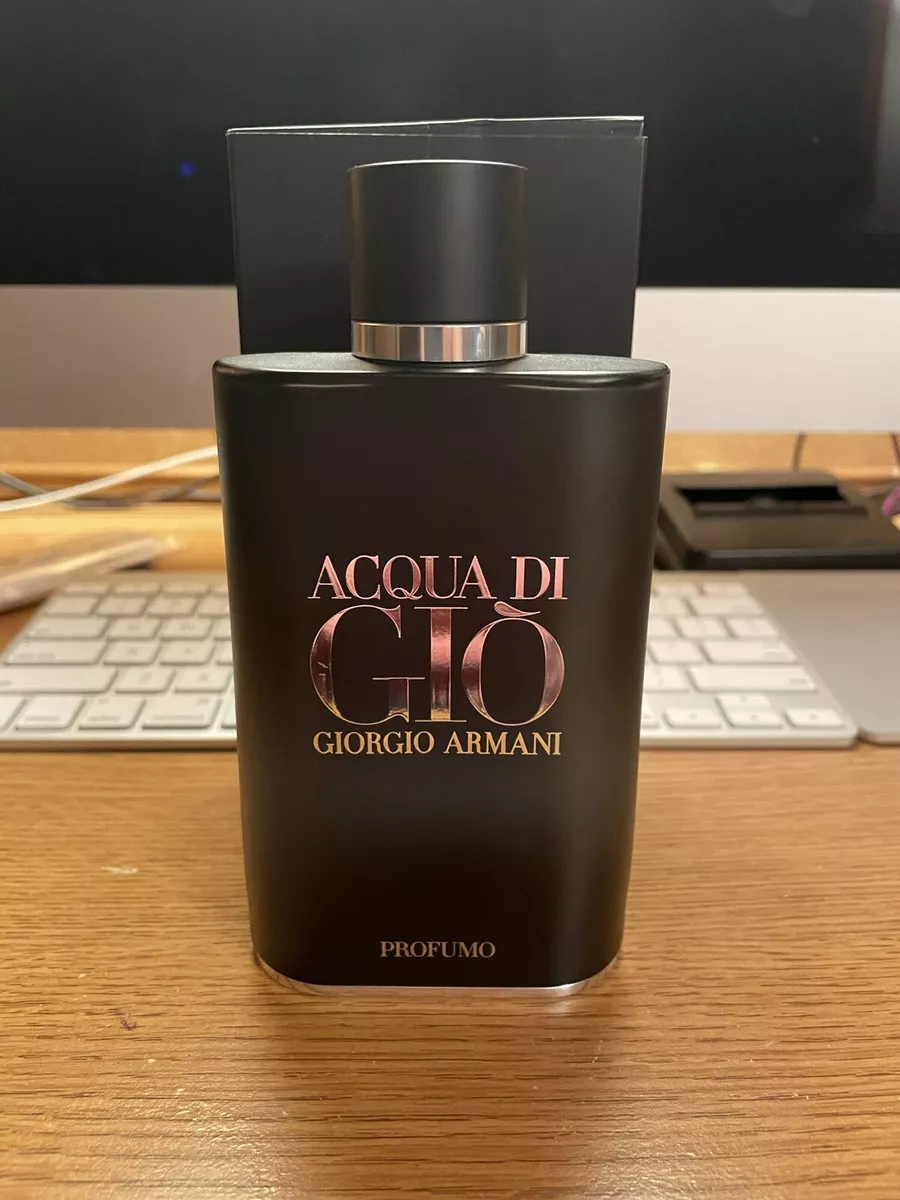 ACQUA DI
GIÒ
GIORGIO ARMANI
PROFUMO